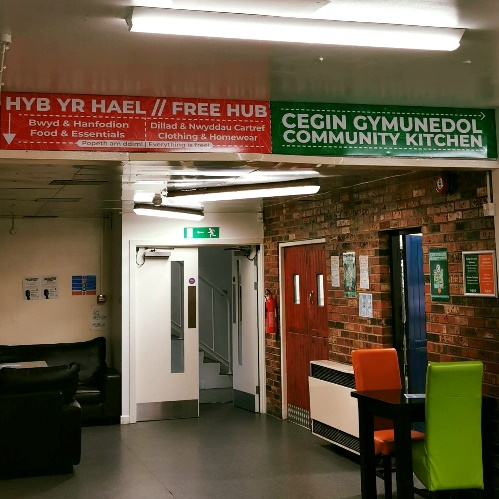 HYB YR HAEL // FREE HUB
Bwyd & Hanfodion
Food & Essentials
Dillad & Nwyddau Cartref
Clothing & Homewear
Popeth am ddim! | Everything is free!
CEGIN GYMUNEDOL
COMMUNITY KITCHEN